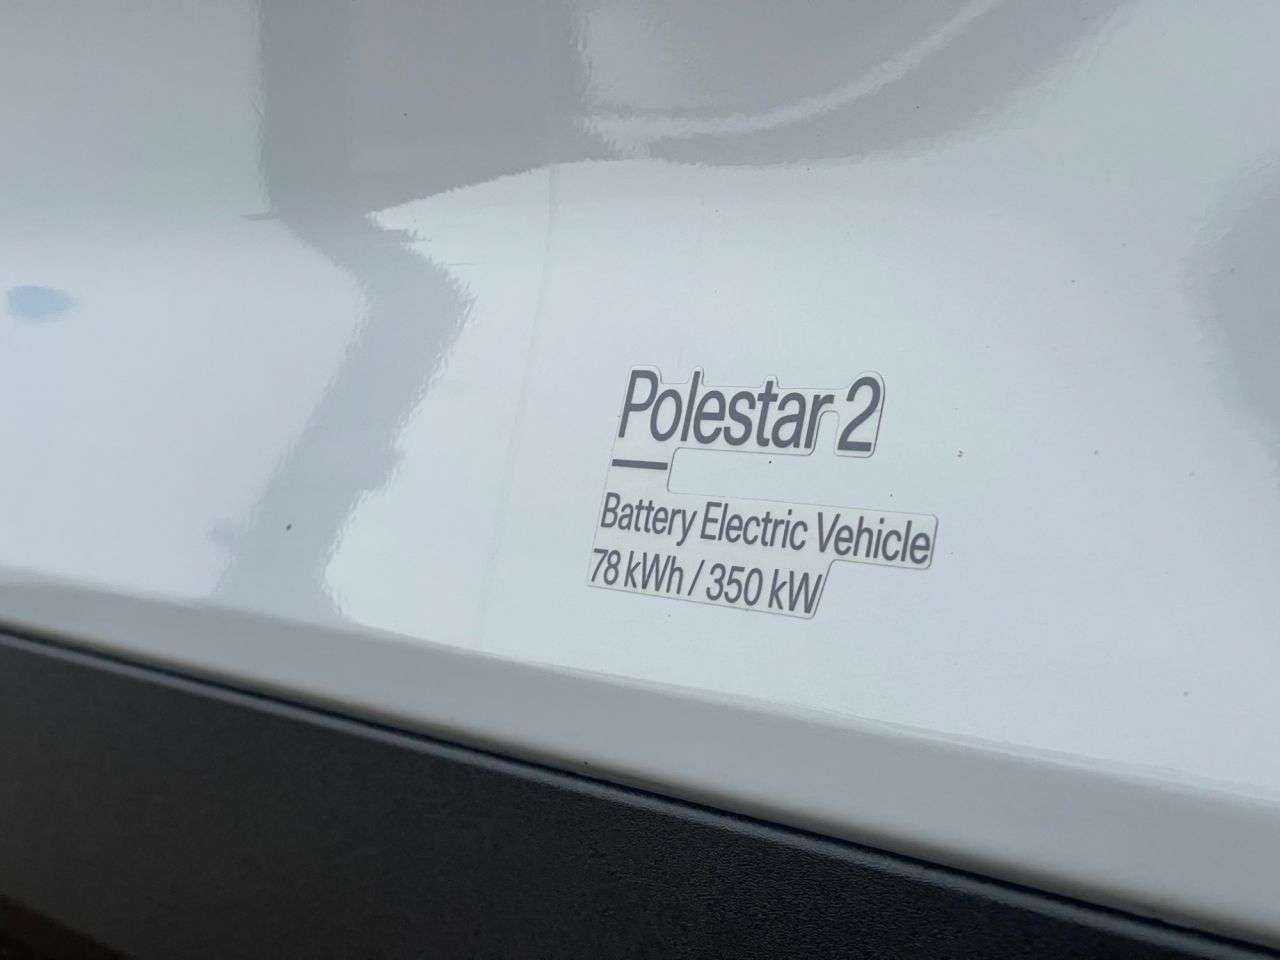 Polestar 2
Battery Electric Vehicle
78 kWh / 350 kW